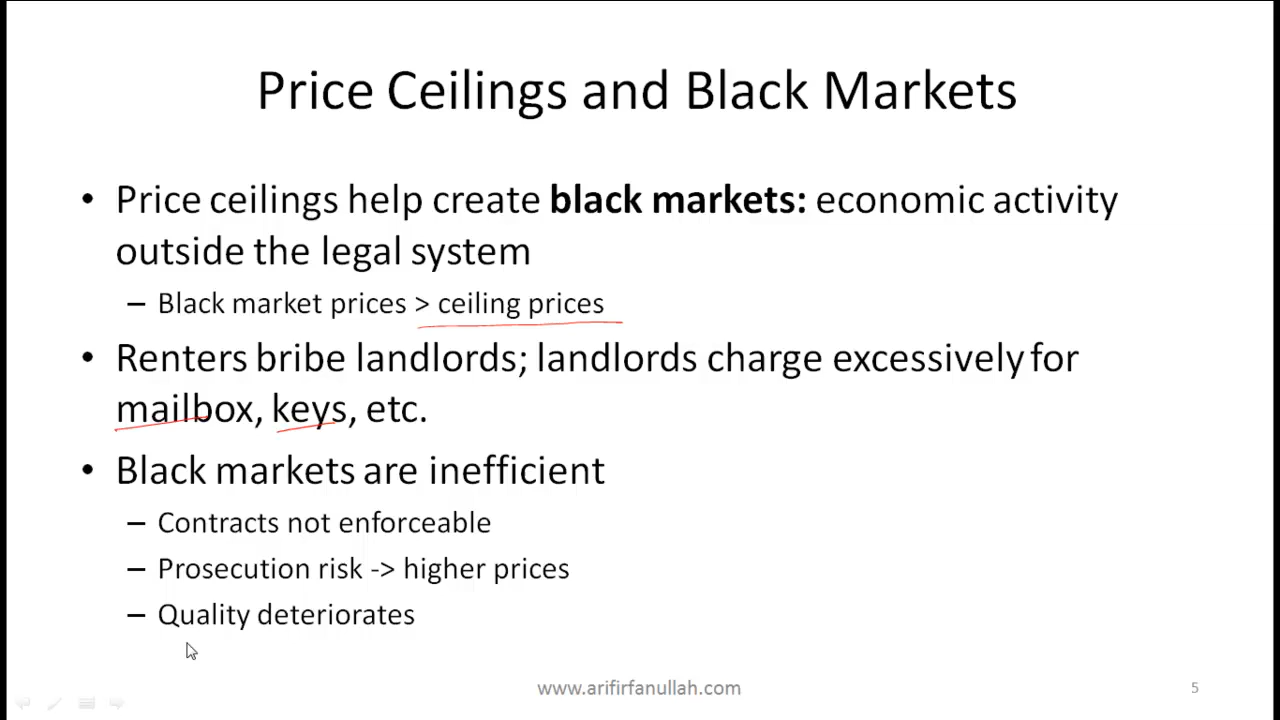 Price Ceilings and Black Markets
• Price ceilings help create black markets: economic activity
outside the legal system
– Black market prices > ceiling prices
• Renters bribe landlords; landlords charge excessively for
mailbox, keys, etc.
• Black markets are inefficient
– Contracts not enforceable
– Prosecution risk -> higher prices
– Quality deteriorates
www.arifirfanullah.com
5